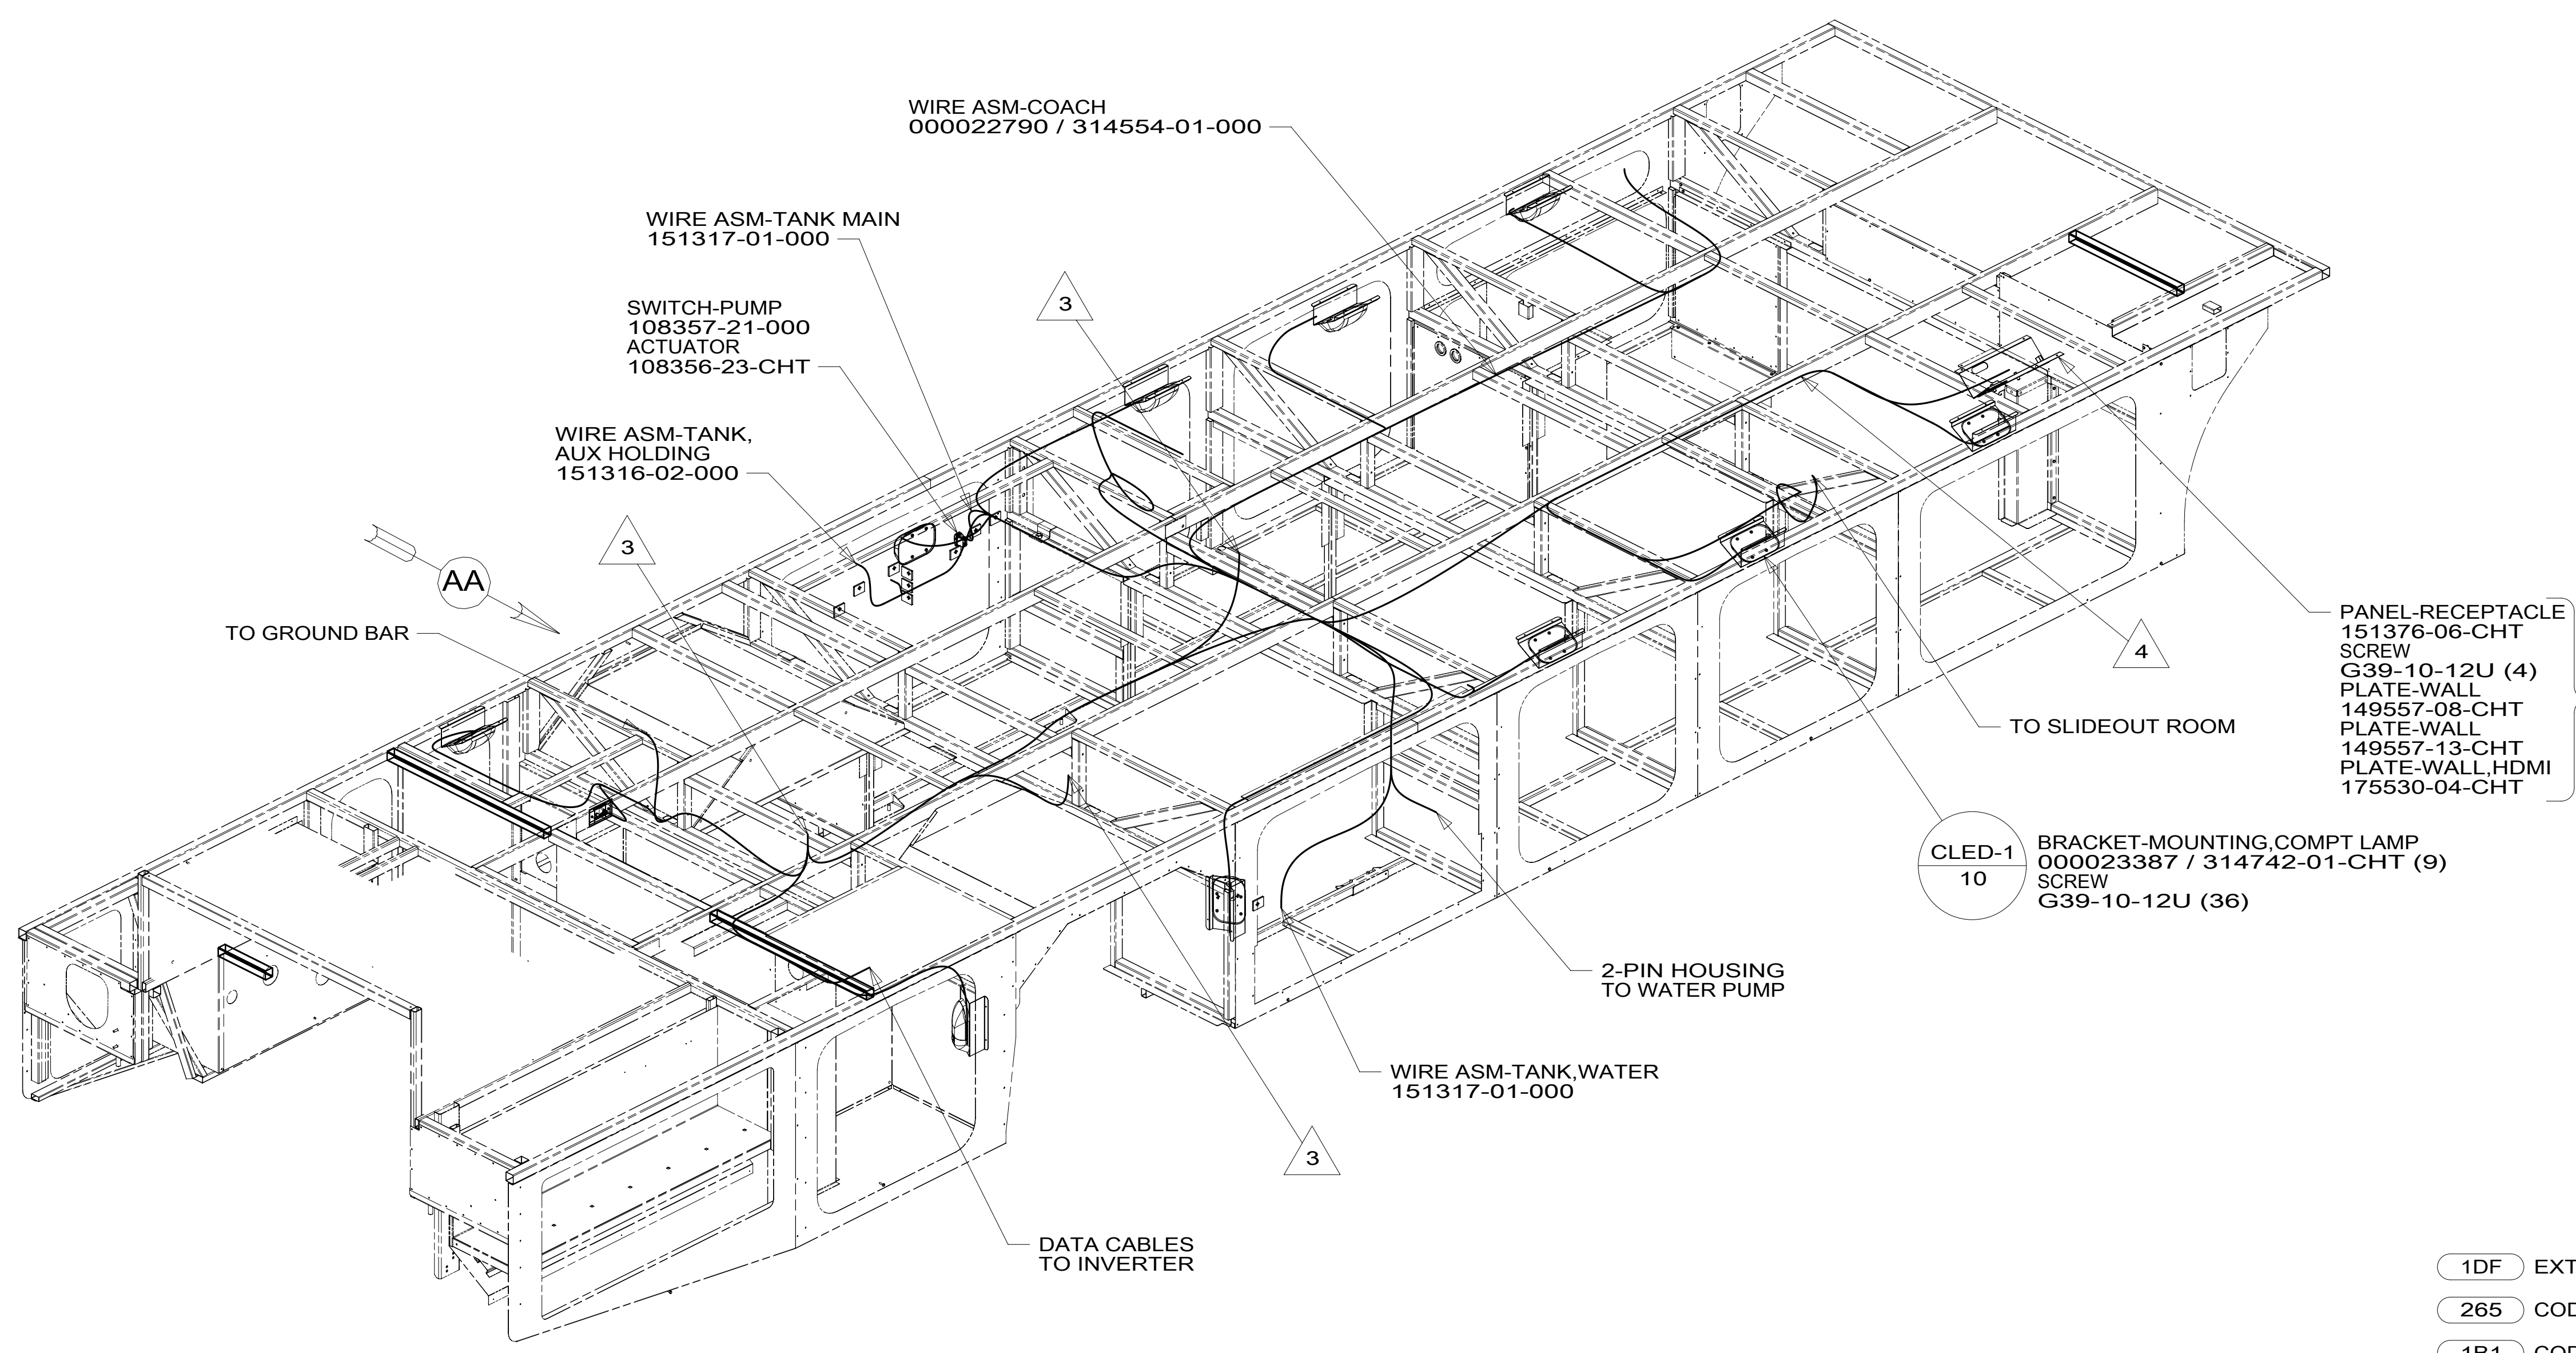 WIRE ASM-COACH
000022790 / 314554-01-000
WIRE ASM-TANK MAIN
151317-01-000
3
SWITCH-PUMP
108357-21-000
ACTUATOR
108356-23-CHT
WIRE ASM-TANK,
AUX HOLDING
151316-02-000
3
AA
TO GROUND BAR
PANEL-RECEPTACLE
151376-06-CHT
SCREW
G39-10-12U (4)
PLATE-WALL
149557-08-CHT
PLATE-WALL
149557-13-CHT
PLATE-WALL,HDMI
175530-04-CHT
4
TO SLIDEOUT ROOM
CLED-1
10
BRACKET-MOUNTING,COMPT LAMP
000023387 / 314742-01-CHT (9)
SCREW
G39-10-12U (36)
2-PIN HOUSING
TO WATER PUMP
WIRE ASM-TANK,WATER
151317-01-000
3
DATA CABLES
TO INVERTER
1DF EXT
265